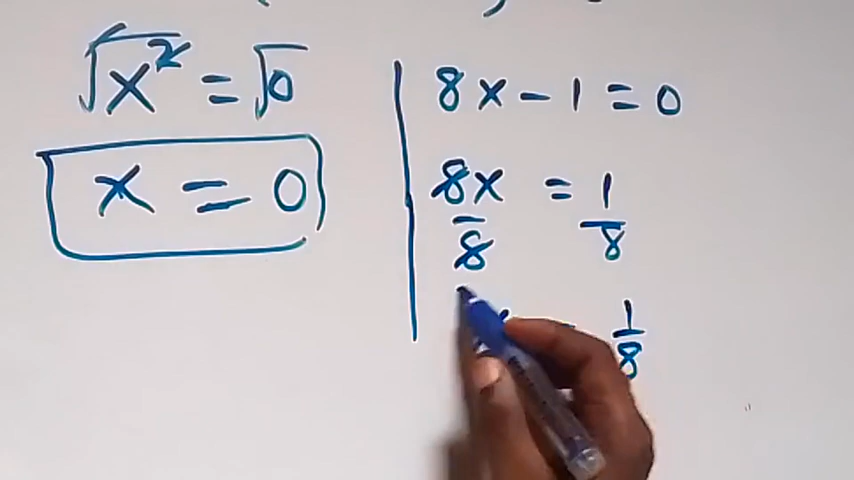 √x² = √0
x = 0
8x - 1 = 0
8x/8 = 1/8
1/8